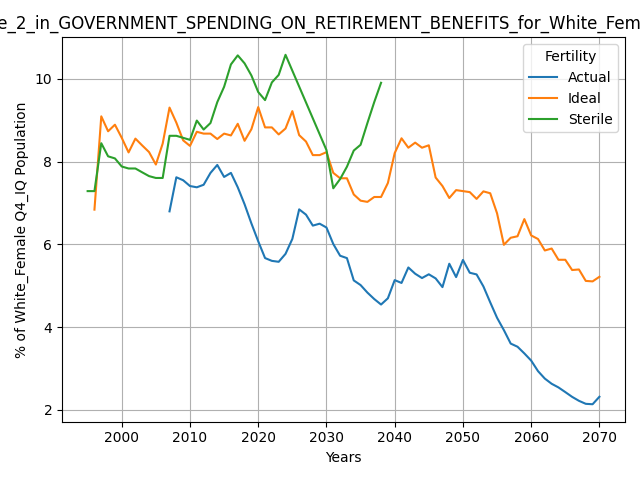 e_2_in_GOVERNMENT_SPENDING_ON_RETIREMENT_BENEFITS_for_White_Fem
Fertility
Actual
Ideal
Sterile
% of White_Female Q4_IQ Population
10
8
6
4
2
2000 2010 2020 2030 2040 2050 2060 2070
Years